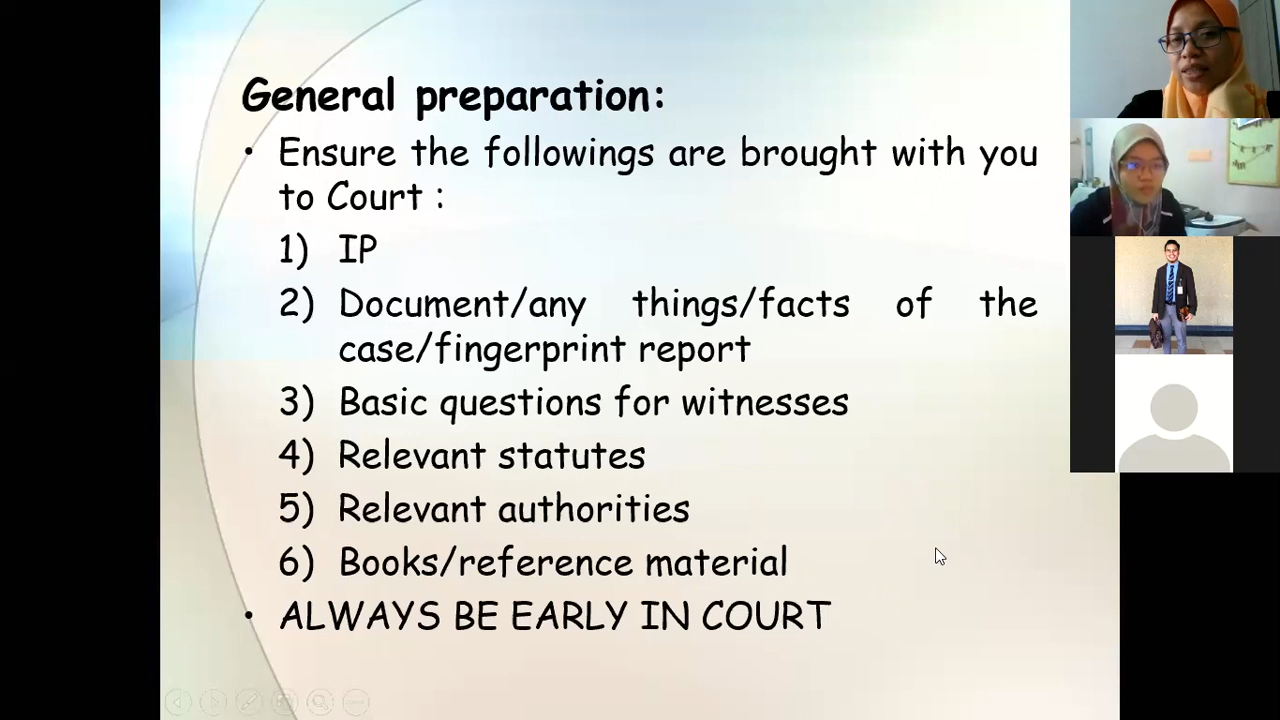 General preparation:
• Ensure the followings are brought with you
to Court :
1) IP
2) Document/any things/facts of the
case/fingerprint report
3) Basic questions for witnesses
4) Relevant statutes
5) Relevant authorities
6) Books/reference material
• ALWAYS BE EARLY IN COURT